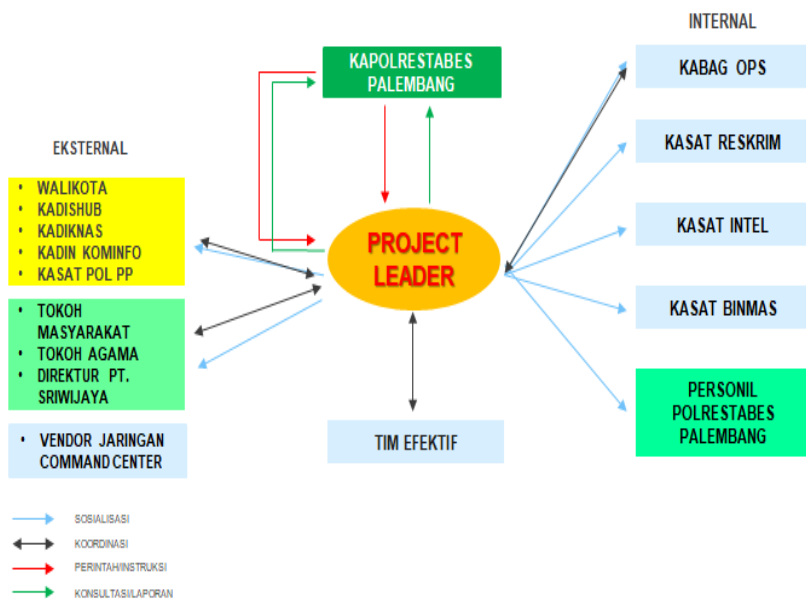 INTERNAL
KAPOLRESTABES
PALEMBANG
KABAG OPS
EKSTERNAL
KASAT RESKRIM
• WALIKOTA
• KADISHUB
• KADIKNAS
• KADIN KOMINFO
• KASAT POL PP
PROJECT
LEADER
KASAT INTEL
• TOKOH
MASYARAKAT
• TOKOH AGAMA
• DIREKTUR PT.
SRIWIJAYA
KASAT BINMAS
• VENDOR JARINGAN
COMMAND CENTER
TIM EFEKTIF
PERSONIL
POLRESTABES
PALEMBANG
SOSIALISASI
KOORDINASI
PERINTAH/INSTRUKSI
KONSULTASI/LAPORAN